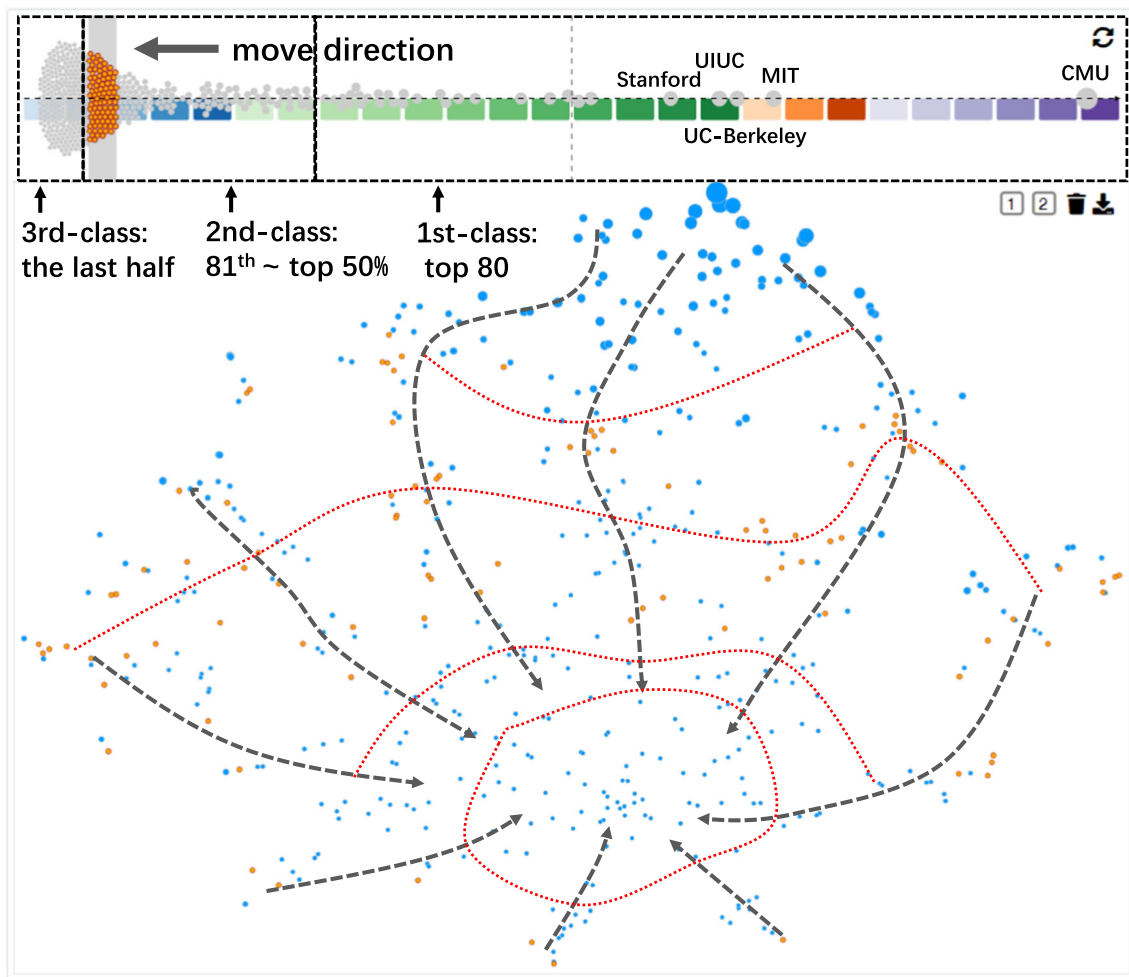 move direction
Stanford
UIUC
MIT
CMU
UC-Berkeley
3rd-class:
the last half
2nd-class:
81th ~ top 50%
1st-class:
top 80
1
2